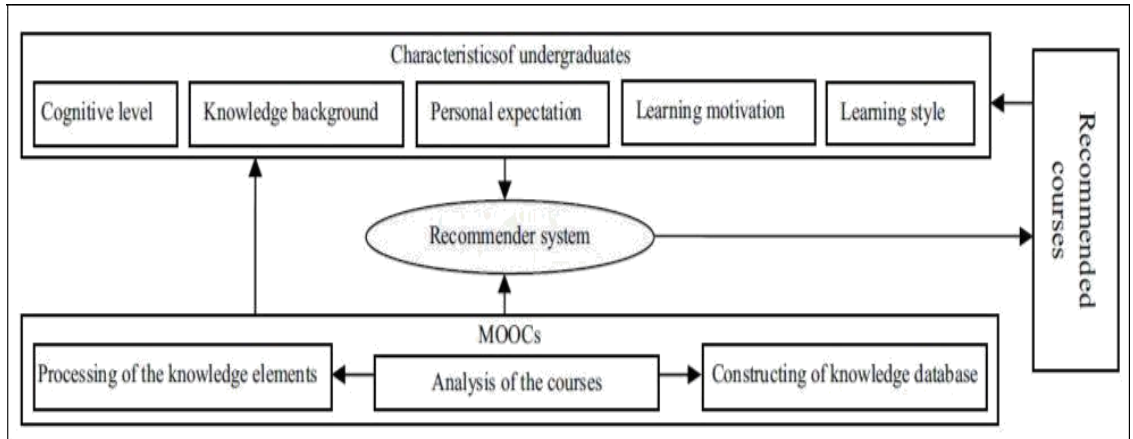 Characteristicsof undergraduates
Cognitive level
Knowledge background
Personal expectation
Learning motivation
Learning style
Recommended
courses
Recommender system
MOOCs
Processing of the knowledge elements
Analysis of the courses
Constructing of knowledge database